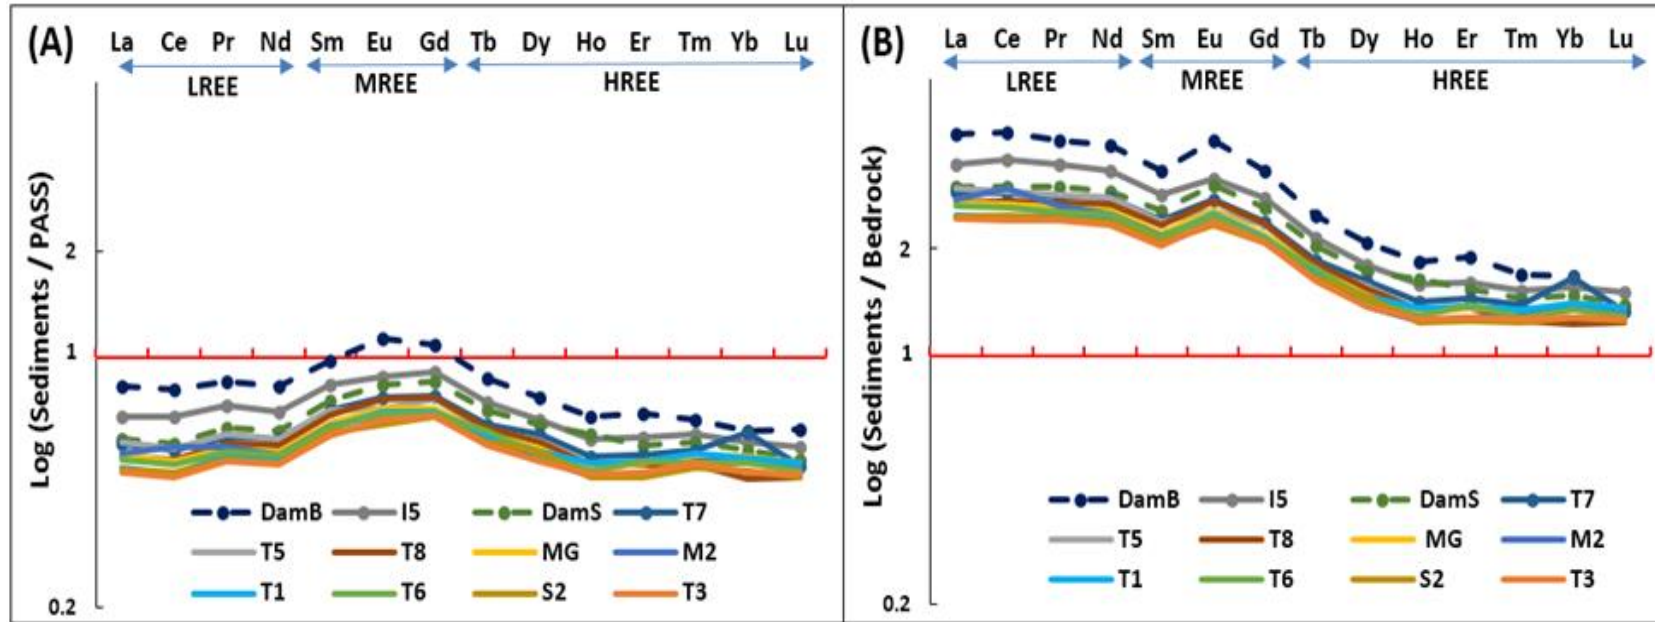 (A) La Ce Pr Nd Sm Eu Gd Tb Dy Ho Er Tm Yb Lu
LREE MREE HREE
Log (Sediments / PASS)
2
1
0.2
DamB I5 DamS T7
T5 T8 MG M2
T1 T6 S2 T3
(B) La Ce Pr Nd Sm Eu Gd Tb Dy Ho Er Tm Yb Lu
LREE MREE HREE
Log (Sediments / Bedrock)
2
1
0.2
DamB I5 DamS T7
T5 T8 MG M2
T1 T6 S2 T3